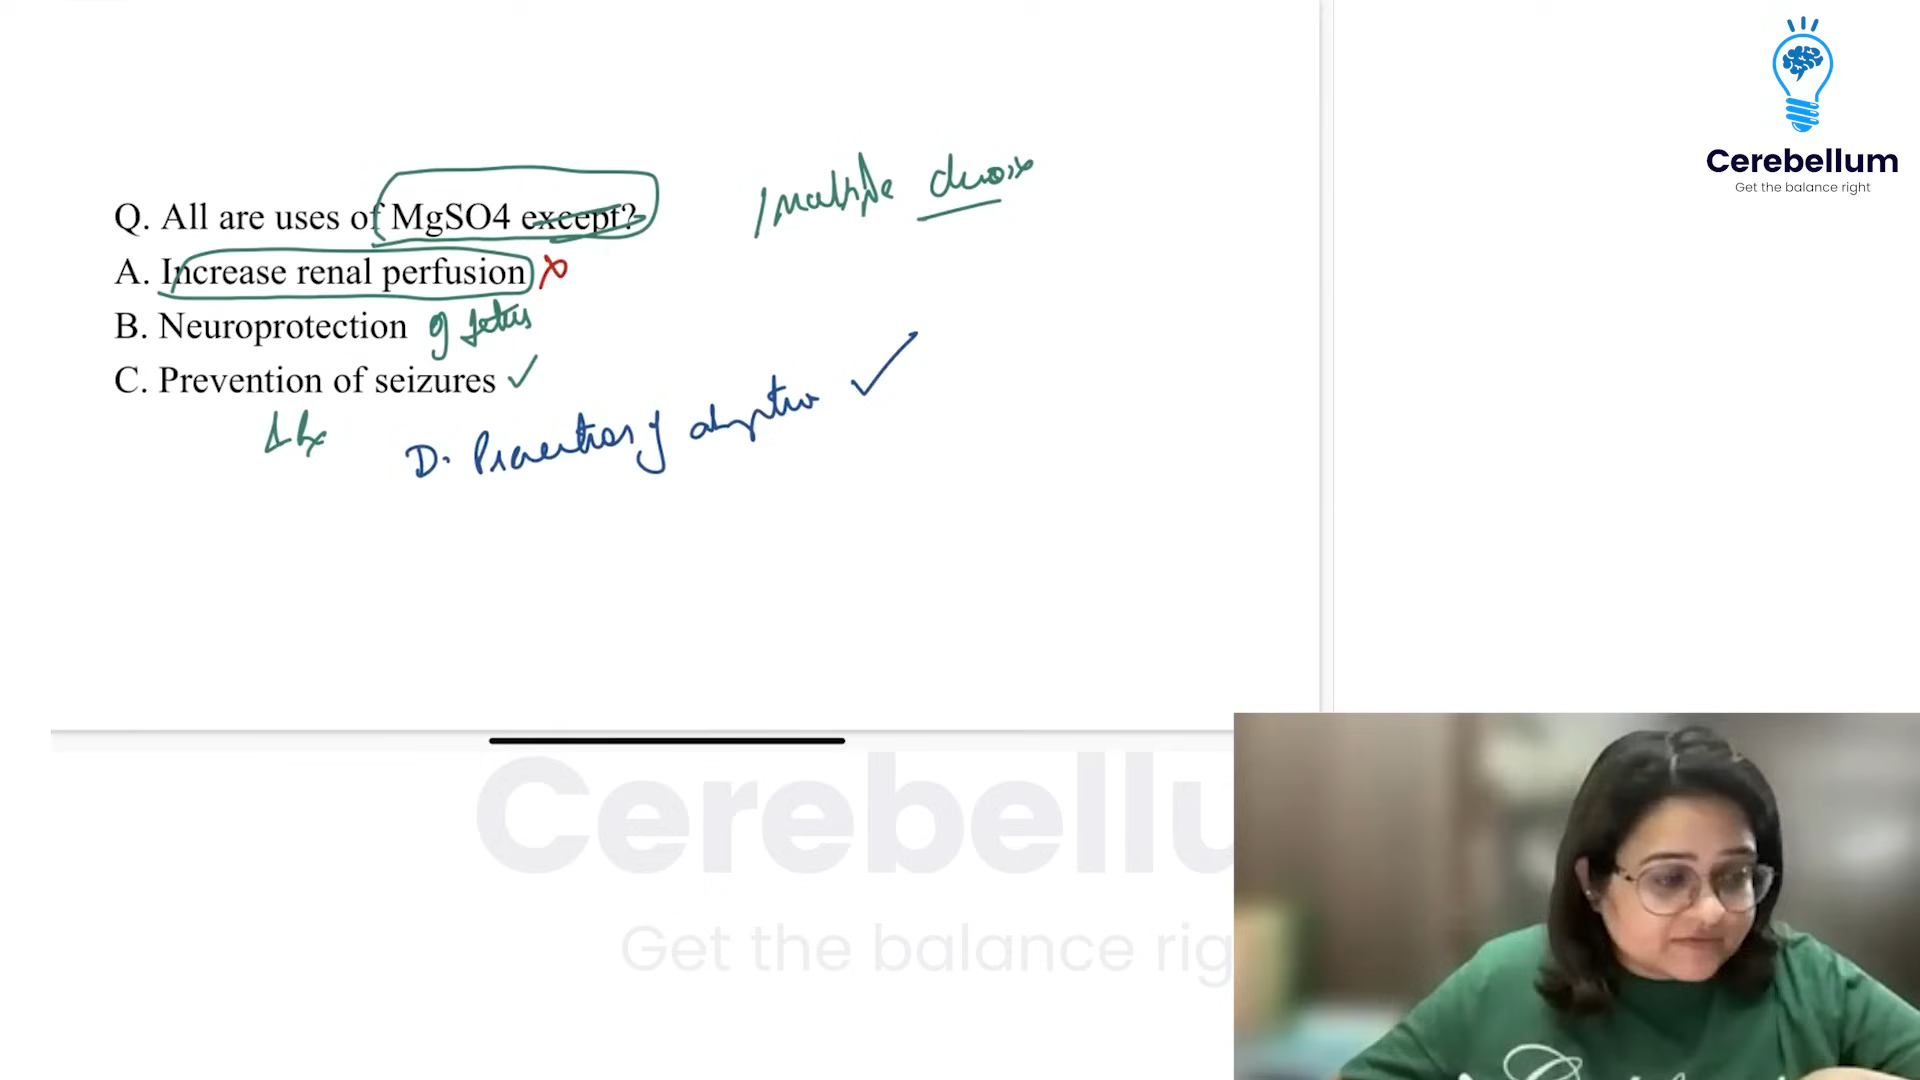 Cerebellum
Get the balance right
multiple
Q. All are uses of MgSO4 except?
A. Increase renal perfusion x
B. Neuroprotection of fetus
C. Prevention of seizures ✓
D. Prevention of abruption ✓
Cerebellu
Get the balance rig